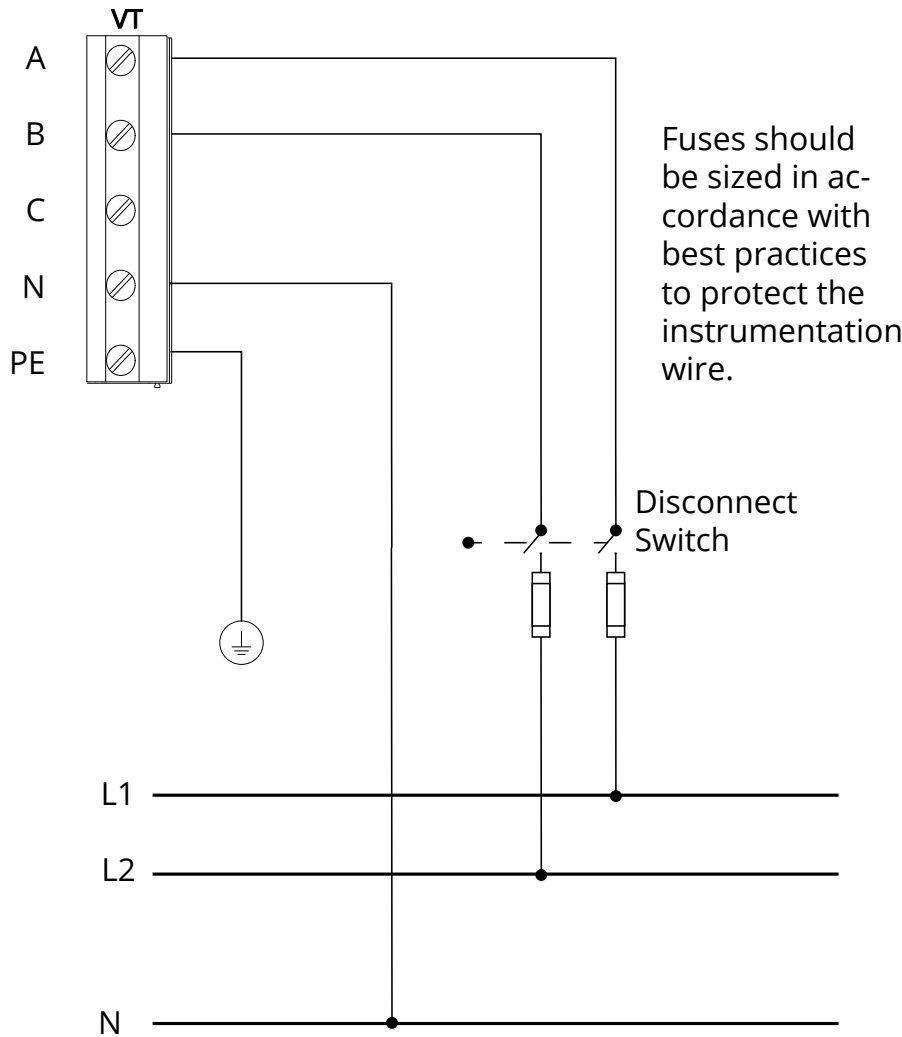 VT
A
B
C
N
PE
Fuses should
be sized in ac-
cordance with
best practices
to protect the
instrumentation
wire.
Disconnect
Switch
L1
L2
N